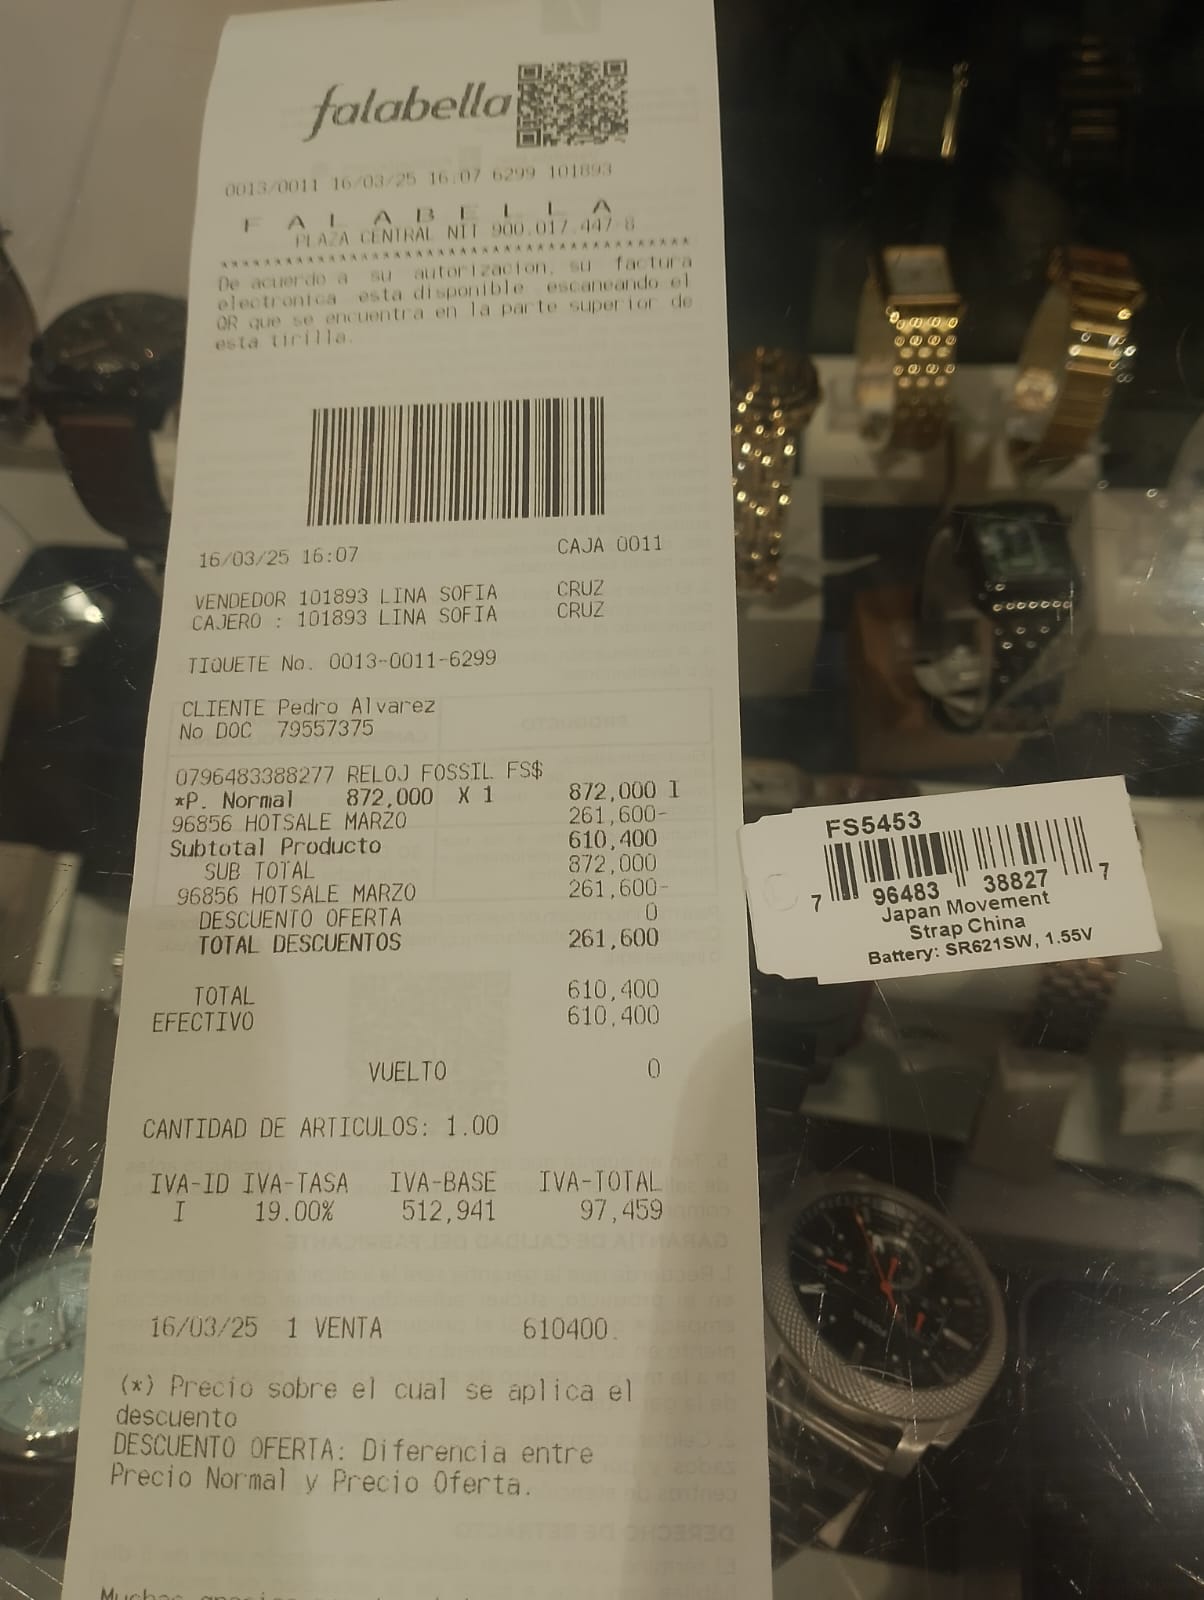 falabella
0013/0011 16/03/25 16:07 6299 101893
F A L A B E L L A
PLAZA CENTRAL NIT 900.017.447-8
****************************************
De acuerdo a su autorizacion, su factura
electronica esta disponible escaneando el
QR que se encuentra en la parte superior de
esta tirilla.
16/03/25 16:07 CAJA 0011
VENDEDOR 101893 LINA SOFIA CRUZ
CAJERO : 101893 LINA SOFIA CRUZ
TIQUETE No. 0013-0011-6299
CLIENTE Pedro Alvarez
No DOC 79557375
0796483388277 RELOJ FOSSIL FS$
*P. Normal 872,000 X 1 872,000 I
96856 HOTSALE MARZO 261,600-
Subtotal Producto 610,400
SUB TOTAL 872,000
96856 HOTSALE MARZO 261,600-
DESCUENTO OFERTA 0
TOTAL DESCUENTOS 261,600
TOTAL 610,400
EFECTIVO 610,400
VUELTO 0
CANTIDAD DE ARTICULOS: 1.00
IVA-ID IVA-TASA IVA-BASE IVA-TOTAL
I 19.00% 512,941 97,459
16/03/25 1 VENTA 610400.
(*) Precio sobre el cual se aplica el
descuento
DESCUENTO OFERTA: Diferencia entre
Precio Normal y Precio Oferta.
FS5453
7 96483 38827 7
Japan Movement
Strap China
Battery: SR621SW, 1.55V